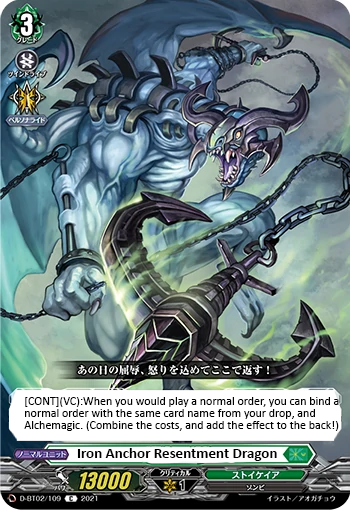 3
グレード
ツインドライブ
ペルソナライド
あの日の屈辱、怒りを込めてここで返す!
[CONT](VC):When you would play a normal order, you can bind a
normal order with the same card name from your drop, and
Alchemagic. (Combine the costs, and add the effect to the back!)
ノーマルユニット
Iron Anchor Resentment Dragon
パワー 13000
クリティカル
1
ストイケイア
ゾンビ
D-BT02/109 C 2021
イラスト/アオガチョウ